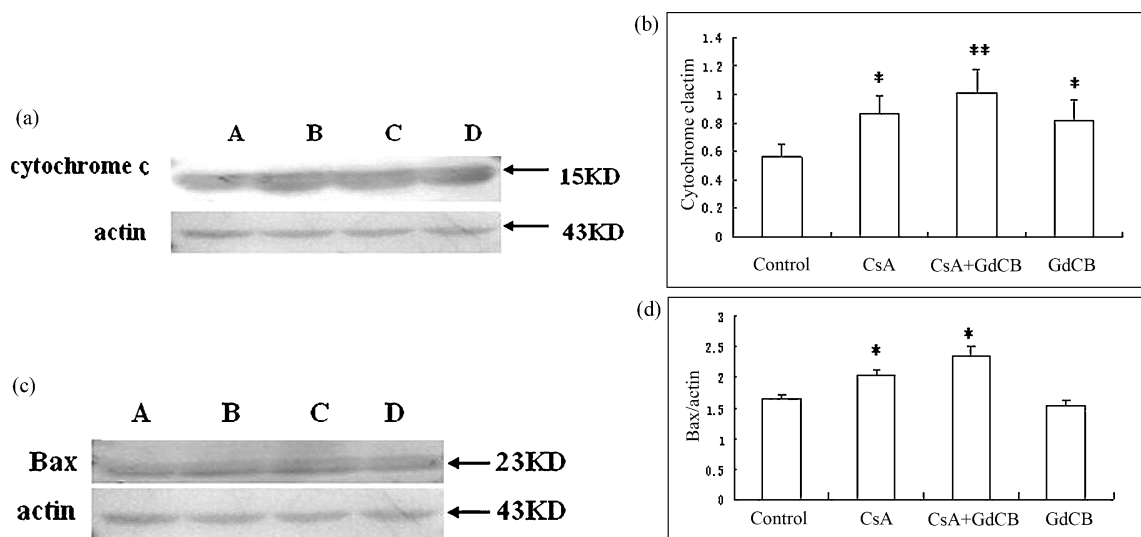 (a)
A B C D
cytochrome c
15KD
actin
43KD
(b)
Cytochrome clactim
1.4
1.2
1
0.8
0.6
0.4
0.2
0
* ** *
Control CsA CsA+GdCB GdCB
(c)
A B C D
Bax
23KD
actin
43KD
(d)
Bax/actin
3
2.5
2
1.5
1
0.5
0
* *
Control CsA CsA+GdCB GdCB